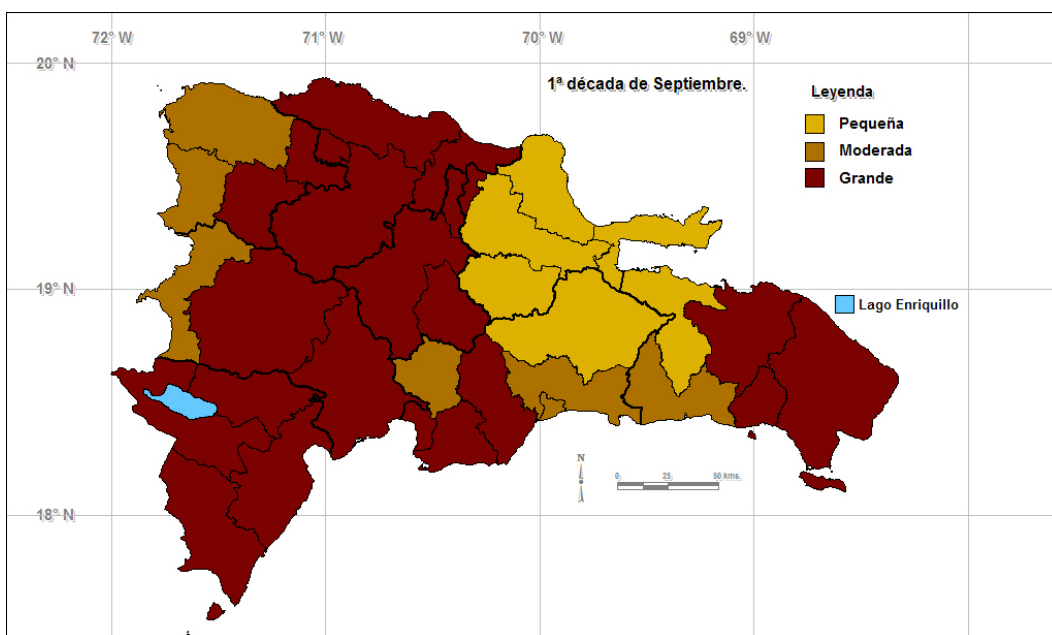 72° W
71° W
70° W
69° W
20° N
1ª década de Septiembre.
Leyenda
Pequeña
Moderada
Grande
19° N
Lago Enriquillo
N
0 25 50 kms.
18° N